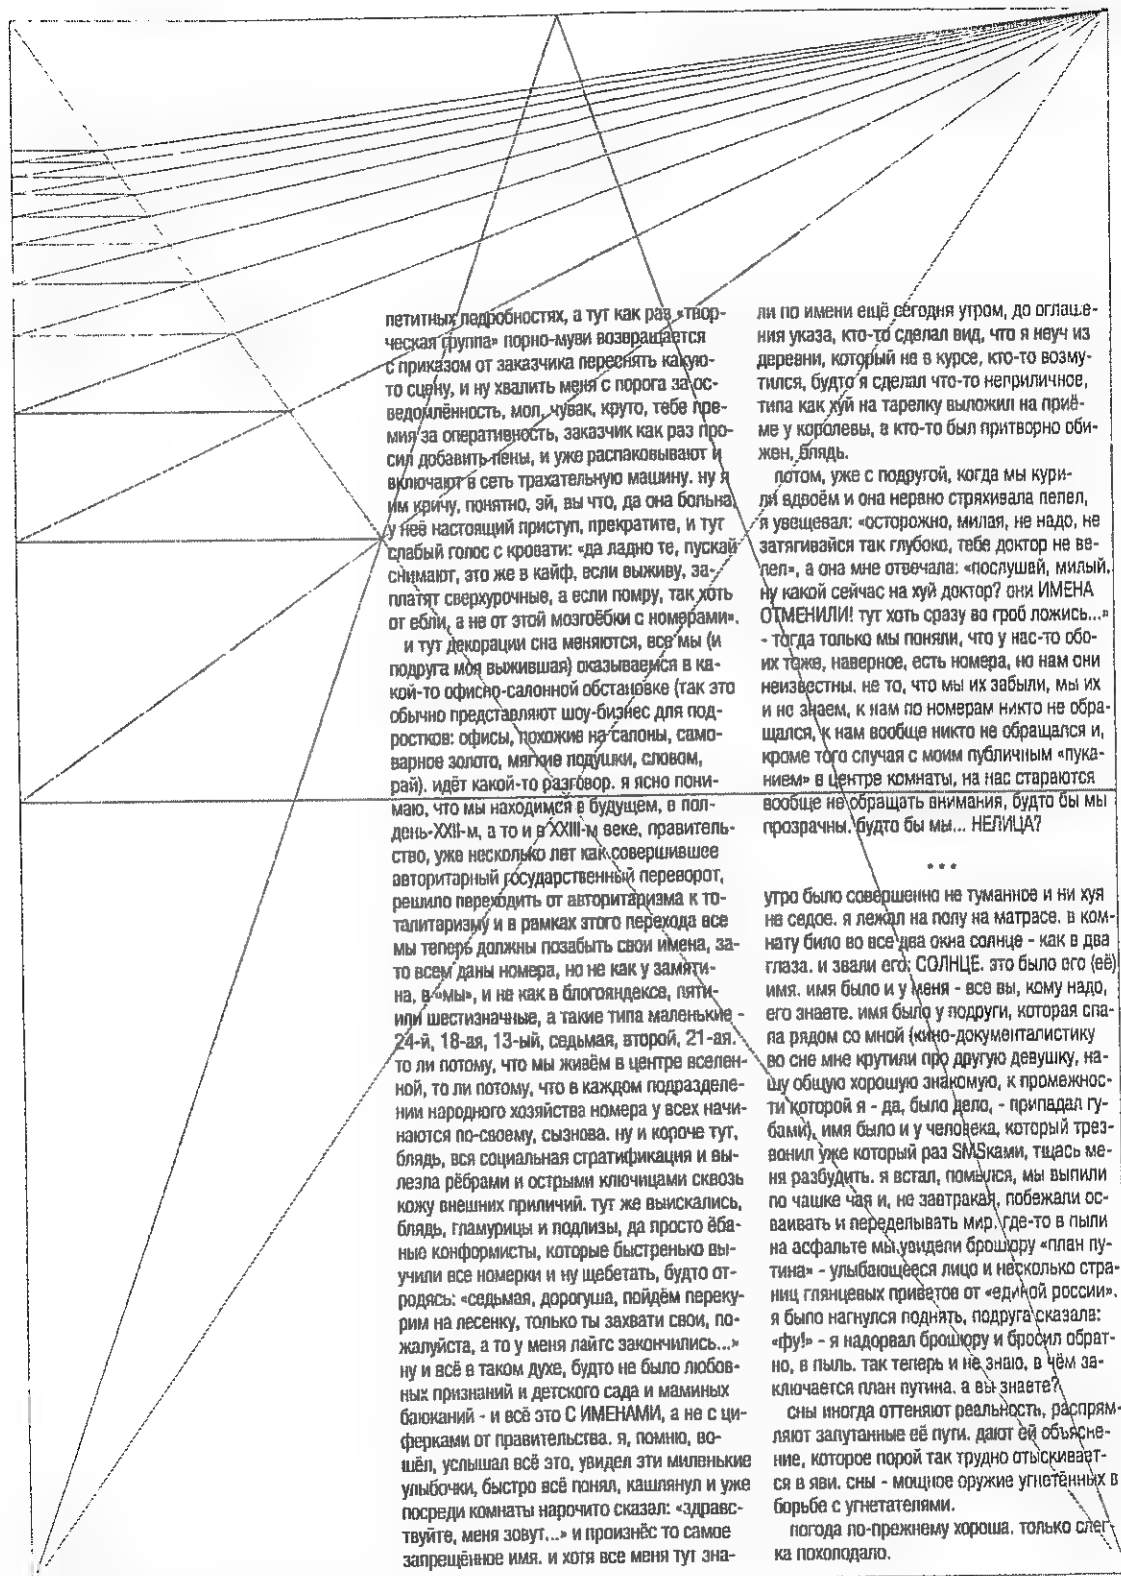 петитных педробностях, а тут как раз «твор-
ческая группа» порно-муви возвращается
с приказом от заказчика переснять какую-
то сцену, и ну хвалить меня с порога за ос-
ведомлённость, мол, чувак, круто, тебе пре-
мия за оперативность, заказчик как раз про-
сил добавить пены, и уже распаковывают и
включают в сеть трахательную машину. ну я
им кричу, понятно, эй, вы что, да она больна,
у неё настоящий приступ, прекратите, и тут
слабый голос с кровати: «да ладно те, пускай
снимают, это же в кайф, если выживу, за-
платят сверхурочные, а если помру, так хоть
от ебли, а не от этой мозгоёбки с номерами».
и тут декорации сна меняются, все мы (и
подруга моя выжившая) оказываемся в ка-
кой-то офисно-салонной обстановке (так это
обычно представляют шоу-бизнес для под-
ростков: офисы, похожие на салоны, само-
варное золото, мягкие подушки, словом,
рай). идёт какой-то разговор. я ясно пони-
маю, что мы находимся в будущем, в пол-
день-XXII-м, а то и в XXIII-м веке, правитель-
ство, уже несколько лет как совершившее
авторитарный государственный переворот,
решило переходить от авторитаризма к то-
талитаризму и в рамках этого перехода все
мы теперь должны позабыть свои имена, за-
то всем даны номера, но не как у замяти-
на, в «мы», и не как в блогояндексе, пяти-
или шестизначные, а такие типа маленькие -
24-й, 18-ая, 13-ый, седьмая, второй, 21-ая.
то ли потому, что мы живём в центре вселен-
ной, то ли потому, что в каждом подразделе-
нии народного хозяйства номера у всех начи-
наются по-своему, сызнова. ну и короче тут,
блядь, вся социальная стратификация и вы-
лезла рёбрами и острыми ключицами сквозь
кожу внешних приличий. тут же выискались,
блядь, гламурицы и подлизы, да просто ёба-
ные конформисты, которые быстренько вы-
учили все номерки и ну щебетать, будто от-
родясь: «седьмая, дорогуша, пойдём переку-
рим на лесенку, только ты захвати свои, по-
жалуйста, а то у меня лайтс закончились...»
ну и всё в таком духе, будто не было любов-
ных признаний и детского сада и маминых
баюканий - и всё это С ИМЕНАМИ, а не с ци-
ферками от правительства. я, помню, во-
шёл, услышал всё это, увидел эти миленькие
улыбочки, быстро всё понял, кашлянул и уже
посреди комнаты нарочито сказал: «здравс-
твуйте, меня зовут...» и произнёс то самое
запрещённое имя. и хотя все меня тут зна-
ли по имени ещё сегодня утром, до оглаше-
ния указа, кто-то сделал вид, что я неуч из
деревни, который не в курсе, кто-то возму-
тился, будто я сделал что-то неприличное,
типа как хуй на тарелку выложил на приё-
ме у королевы, а кто-то был притворно оби-
жен, блядь.
потом, уже с подругой, когда мы кури-
ли вдвоём и она нервно стряхивала пепел,
я увещевал: «осторожно, милая, не надо, не
затягивайся так глубоко, тебе доктор не ве-
лел», а она мне отвечала: «послушай, милый,
ну какой сейчас на хуй доктор? они ИМЕНА
ОТМЕНИЛИ! тут хоть сразу во гроб ложись...»
- тогда только мы поняли, что у нас-то обо-
их тоже, наверное, есть номера, но нам они
неизвестны. не то, что мы их забыли, мы их
и не знаем, к нам по номерам никто не обра-
щался, к нам вообще никто не обращался и,
кроме того случая с моим публичным «пука-
нием» в центре комнаты, на нас стараются
вообще не обращать внимания, будто бы мы
прозрачны. будто бы мы... НЕЛИЦА?
***
утро было совершенно не туманное и ни хуя
не седое. я лежал на полу на матрасе. в ком-
нату било во все два окна солнце - как в два
глаза. и звали его: СОЛНЦЕ. это было его (её)
имя. имя было и у меня - все вы, кому надо,
его знаете. имя было у подруги, которая спа-
ла рядом со мной (кино-документалистику
во сне мне крутили про другую девушку, на-
шу общую хорошую знакомую, к промежнос-
ти которой я - да, было дело, - припадал гу-
бами), имя было и у человека, который трез-
вонил уже который раз SMSками, тщась ме-
ня разбудить. я встал, помылся, мы выпили
по чашке чая и, не завтракая, побежали ос-
ваивать и переделывать мир. где-то в пыли
на асфальте мы увидели брошюру «план пу-
тина» - улыбающееся лицо и несколько стра-
ниц глянцевых приветов от «единой россии».
я было нагнулся поднять, подруга сказала:
«фу!» - я надорвал брошюру и бросил обрат-
но, в пыль. так теперь и не знаю, в чём за-
ключается план путина. а вы знаете?
сны иногда оттеняют реальность, распрям-
ляют запутанные её пути. дают ей объясне-
ние, которое порой так трудно отыскивает-
ся в яви. сны - мощное оружие угнетённых в
борьбе с угнетателями.
погода по-прежнему хороша. только слег-
ка похолодало.